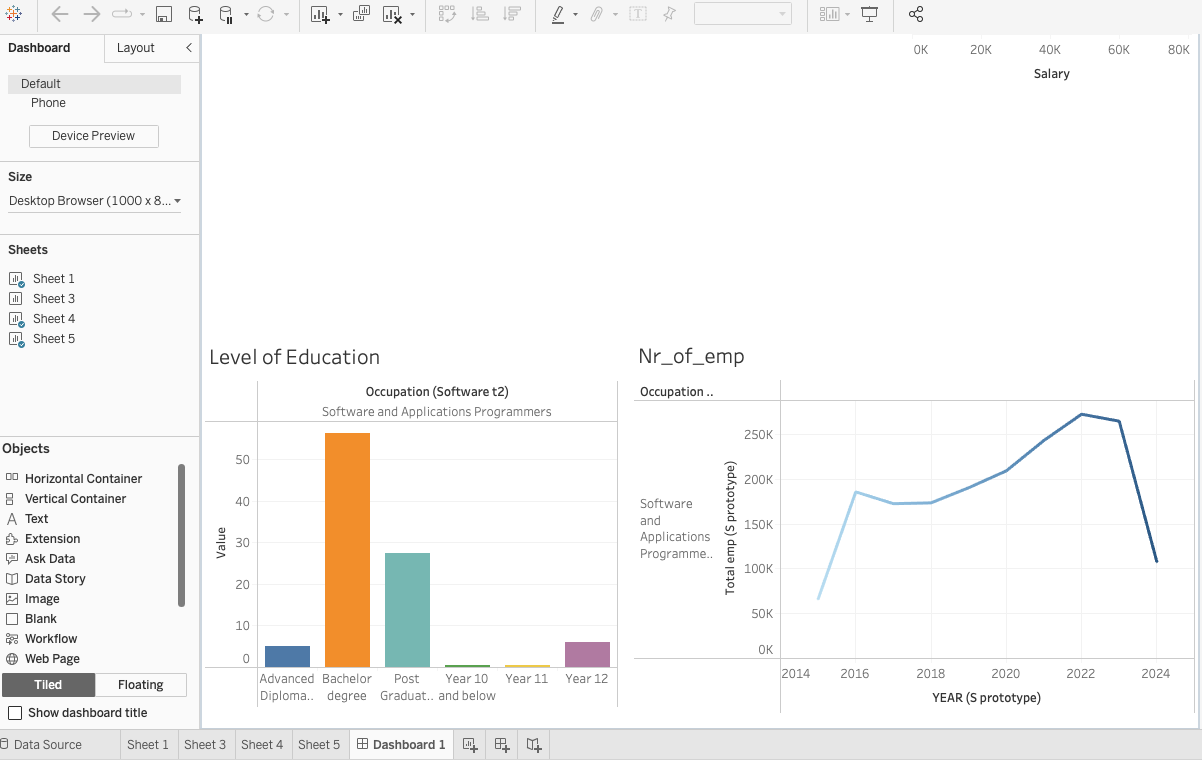 Dashboard
Layout
Default
Phone
Device Preview
Size
Desktop Browser (1000 x 8...
Sheets
Sheet 1
Sheet 3
Sheet 4
Sheet 5
Objects
Horizontal Container
Vertical Container
Text
Extension
Ask Data
Data Story
Image
Blank
Workflow
Web Page
Tiled
Floating
Show dashboard title
0K 20K 40K 60K 80K
Salary
Level of Education
Occupation (Software t2)
Software and Applications Programmers
Value
50
40
30
20
10
0
Advanced Diploma..
Bachelor degree
Post Graduat..
Year 10 and below
Year 11
Year 12
Nr_of_emp
Occupation ..
Software
and
Applications
Programme..
Total emp (S prototype)
250K
200K
150K
100K
50K
0K
2014 2016 2018 2020 2022 2024
YEAR (S prototype)
Data Source
Sheet 1
Sheet 3
Sheet 4
Sheet 5
Dashboard 1